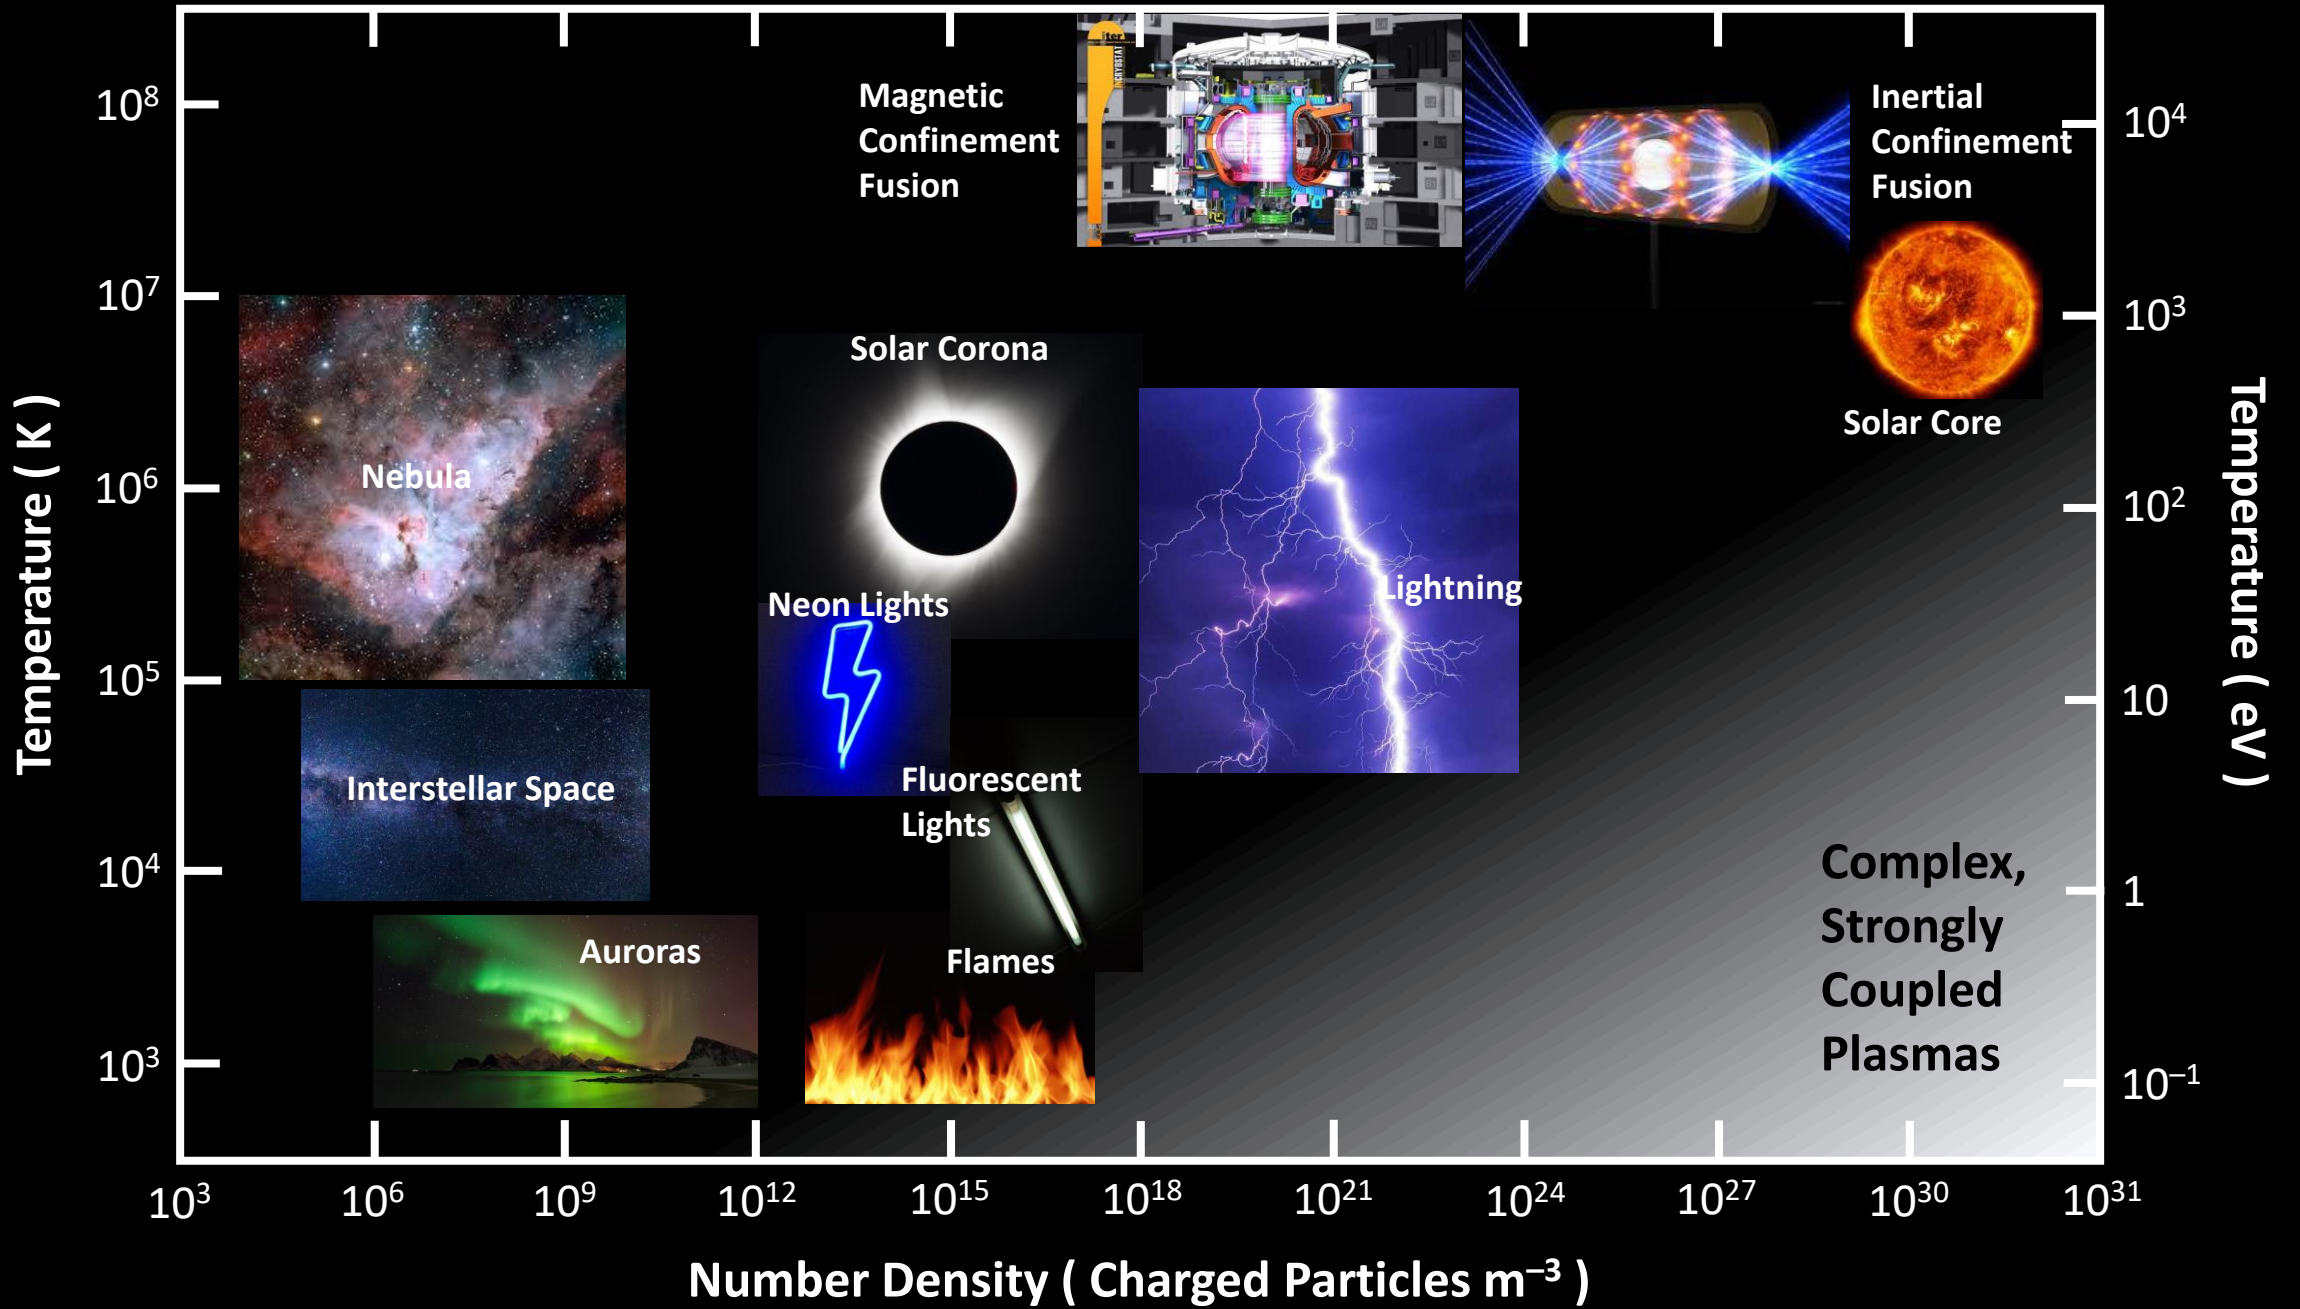 Magnetic
Confinement
Fusion
iter
CRYOSTAT
Inertial
Confinement
Fusion
Solar Corona
Nebula
Solar Core
Lightning
Neon Lights
Interstellar Space
Fluorescent
Lights
Auroras
Flames
Complex,
Strongly
Coupled
Plasmas
Temperature ( K )
10⁸
10⁷
10⁶
10⁵
10⁴
10³
Temperature ( eV )
10⁴
10³
10²
10
1
10⁻¹
10³ 10⁶ 10⁹ 10¹² 10¹⁵ 10¹⁸ 10²¹ 10²⁴ 10²⁷ 10³⁰ 10³¹
Number Density ( Charged Particles m⁻³ )